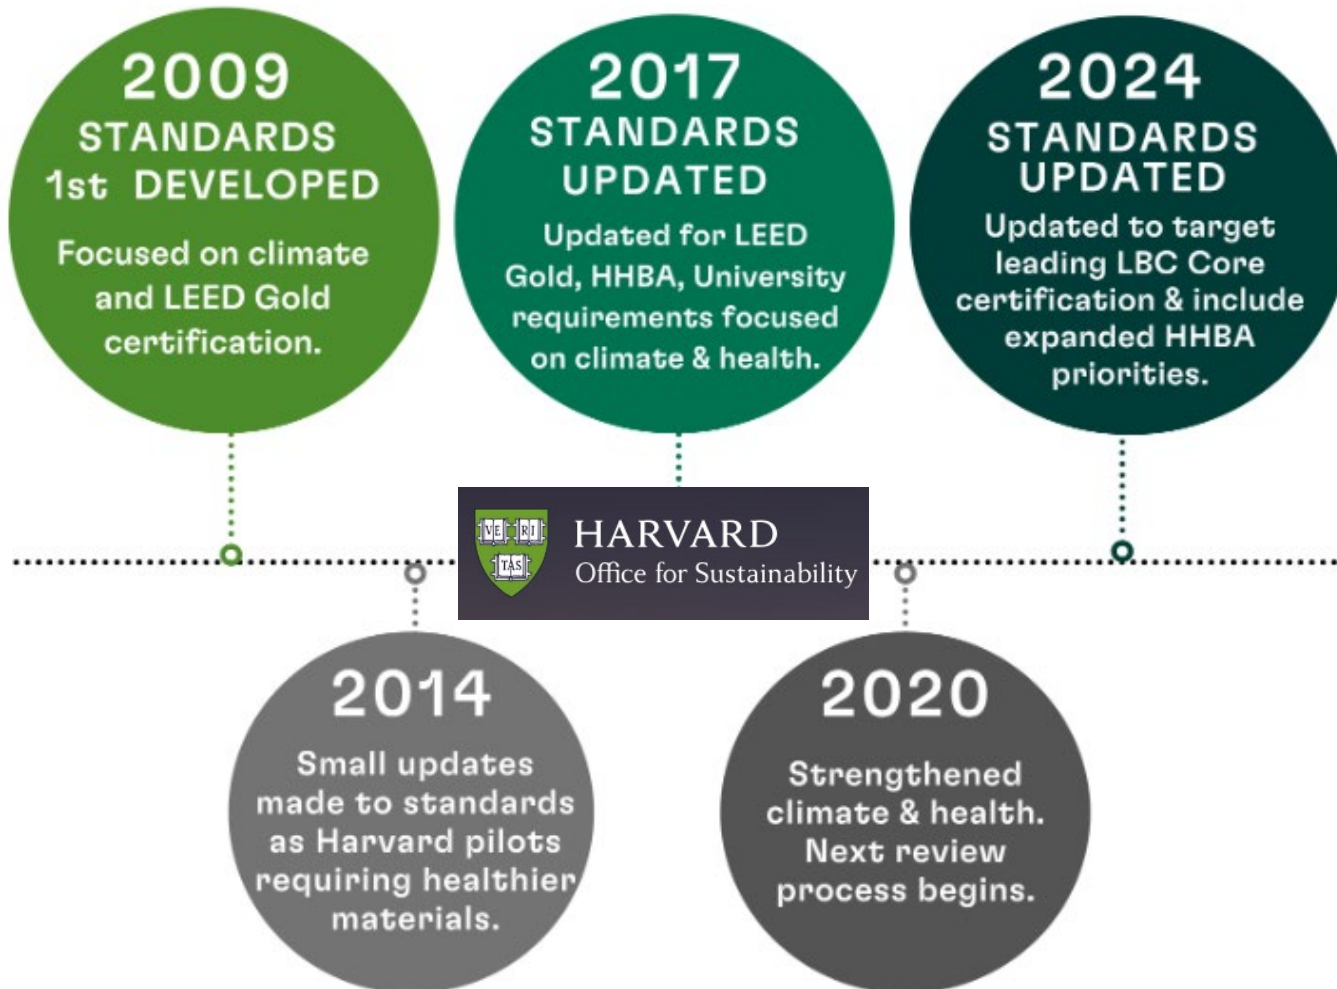 2009
STANDARDS
1st DEVELOPED
Focused on climate
and LEED Gold
certification.
2017
STANDARDS
UPDATED
Updated for LEED
Gold, HHBA, University
requirements focused
on climate & health.
2024
STANDARDS
UPDATED
Updated to target
leading LBC Core
certification & include
expanded HHBA
priorities.
VE RI
TAS
HARVARD
Office for Sustainability
2014
Small updates
made to standards
as Harvard pilots
requiring healthier
materials.
2020
Strengthened
climate & health.
Next review
process begins.